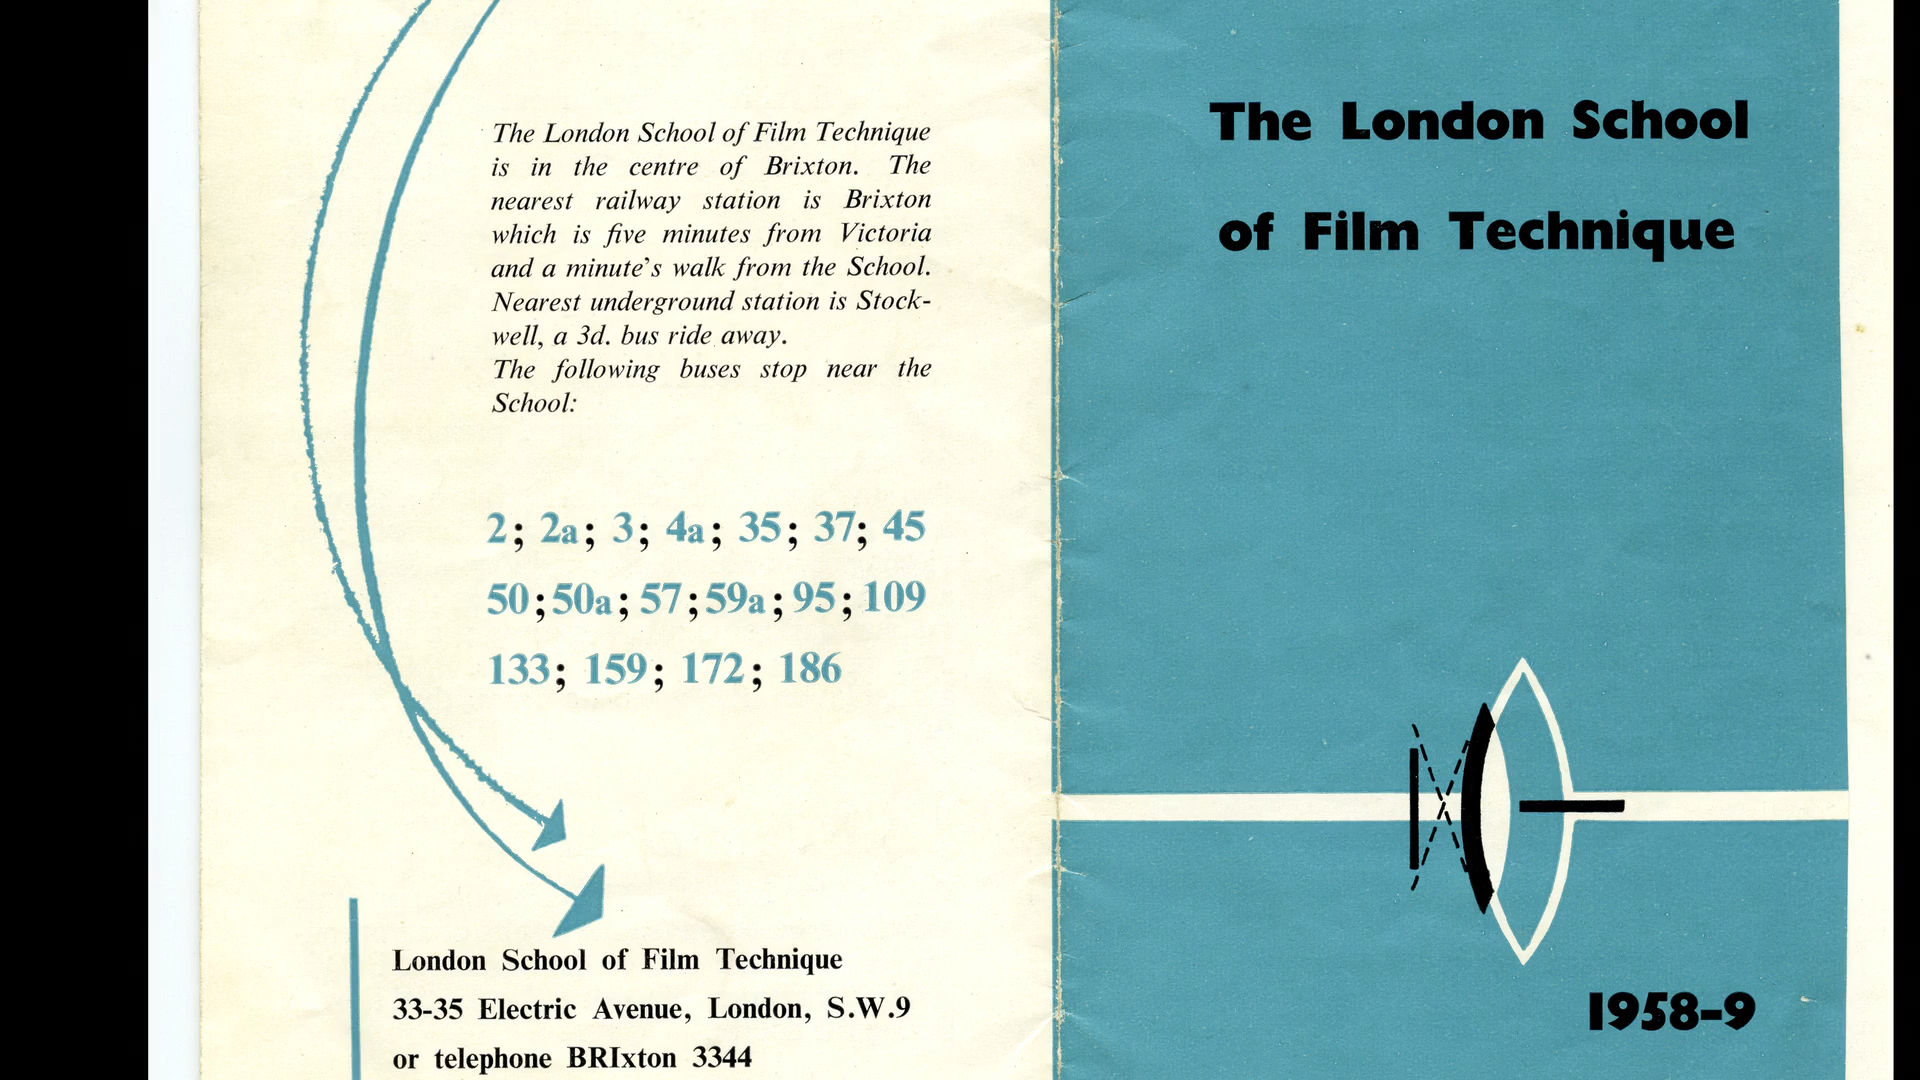 The London School of Film Technique
is in the centre of Brixton. The
nearest railway station is Brixton
which is five minutes from Victoria
and a minute's walk from the School.
Nearest underground station is Stock-
well, a 3d. bus ride away.
The following buses stop near the
School:
2; 2a; 3; 4a; 35; 37; 45
50; 50a; 57; 59a; 95; 109
133; 159; 172; 186
London School of Film Technique
33-35 Electric Avenue, London, S.W.9
or telephone BRIxton 3344
The London School
of Film Technique
1958-9